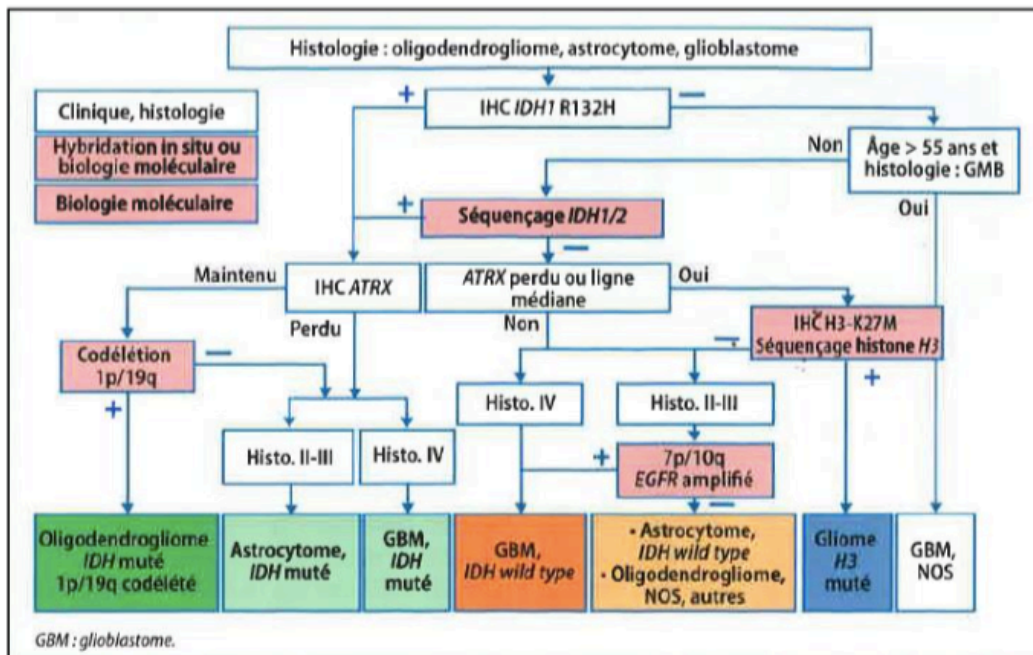 Histologie : oligodendrogliome, astrocytome, glioblastome
+
IHC IDH1 R132H
—
Clinique, histologie
Hybridation in situ ou
biologie moléculaire
Biologie moléculaire
Non
Âge > 55 ans et
histologie : GMB
Oui
+
Séquençage IDH1/2
—
Maintenu
IHC ATRX
Perdu
ATRX perdu ou ligne
médiane
Oui
Non
IHC H3-K27M
Séquençage histone H3
—
+
Codélétion
1p/19q
—
+
Histo. II-III
Histo. IV
Histo. IV
Histo. II-III
+
7p/10q
EGFR amplifié
—
Oligodendrogliome
IDH muté
1p/19q codélété
Astrocytome,
IDH muté
GBM,
IDH
muté
GBM,
IDH wild type
• Astrocytome,
IDH wild type
• Oligodendrogliome,
NOS, autres
Gliome
H3
muté
GBM,
NOS
GBM : glioblastome.